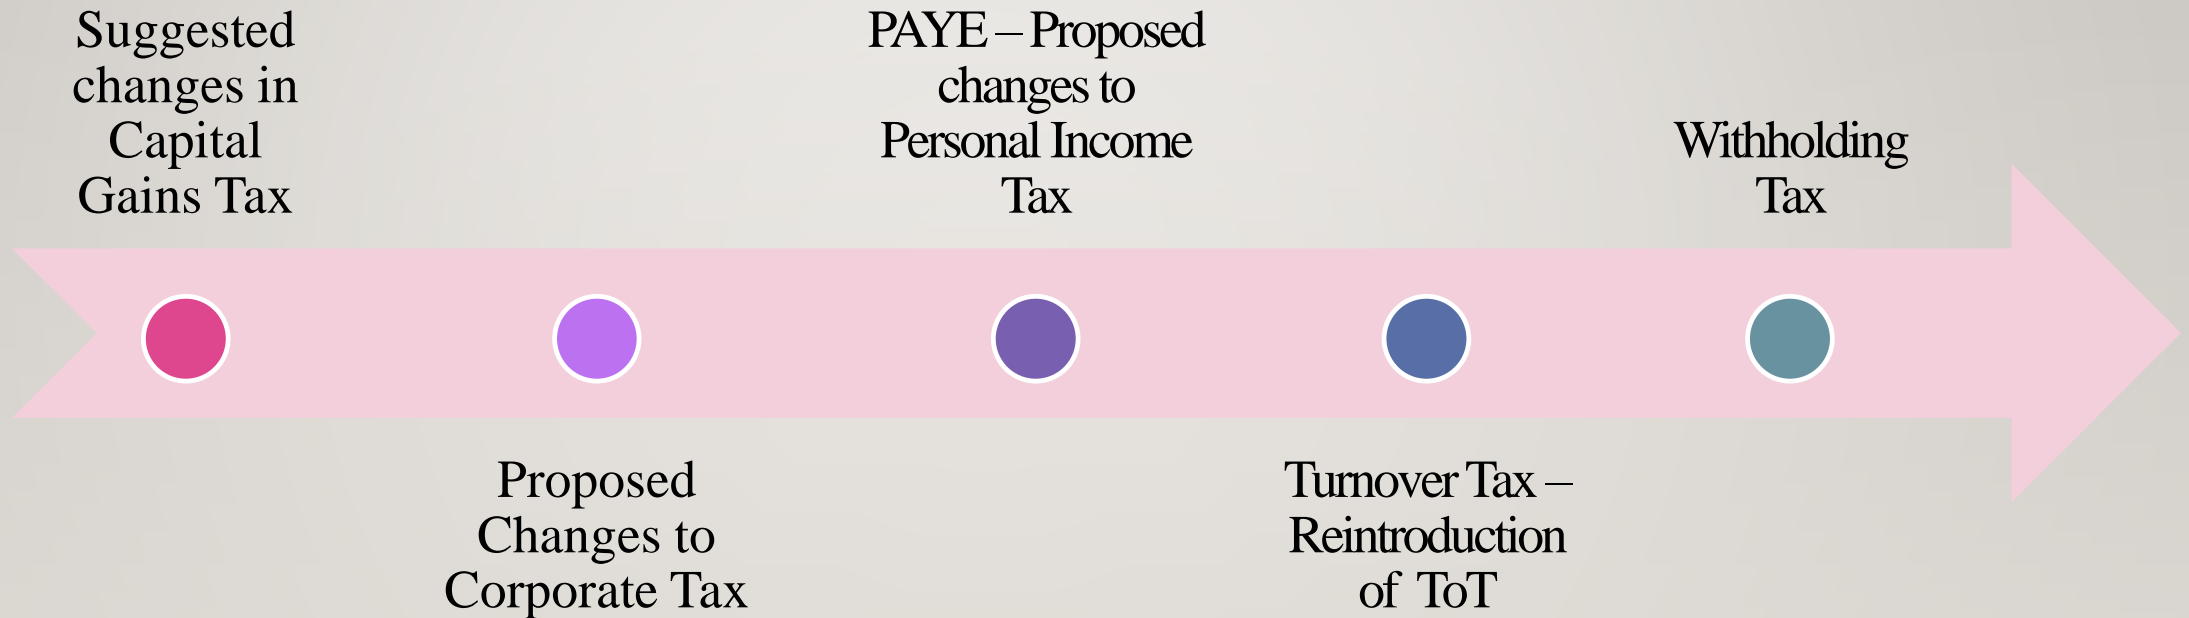 Suggested
changes in
Capital
Gains Tax
Proposed
Changes to
Corporate Tax
PAYE – Proposed
changes to
Personal Income
Tax
Turnover Tax –
Reintroduction
of ToT
Withholding
Tax